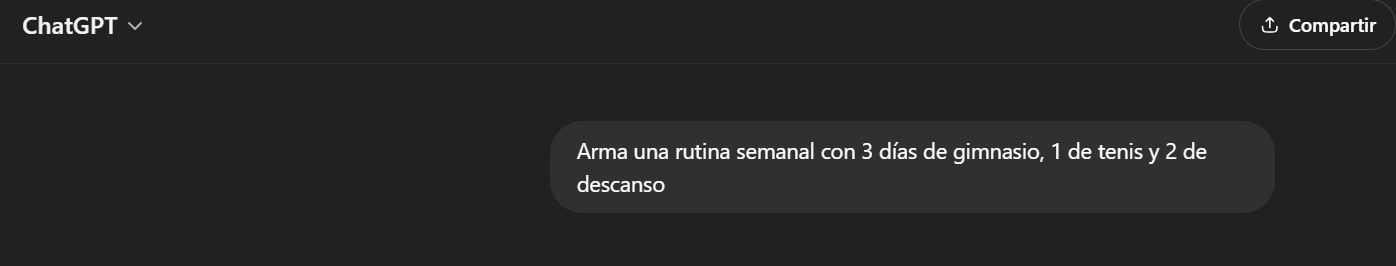 ChatGPT
Compartir
Arma una rutina semanal con 3 días de gimnasio, 1 de tenis y 2 de
descanso